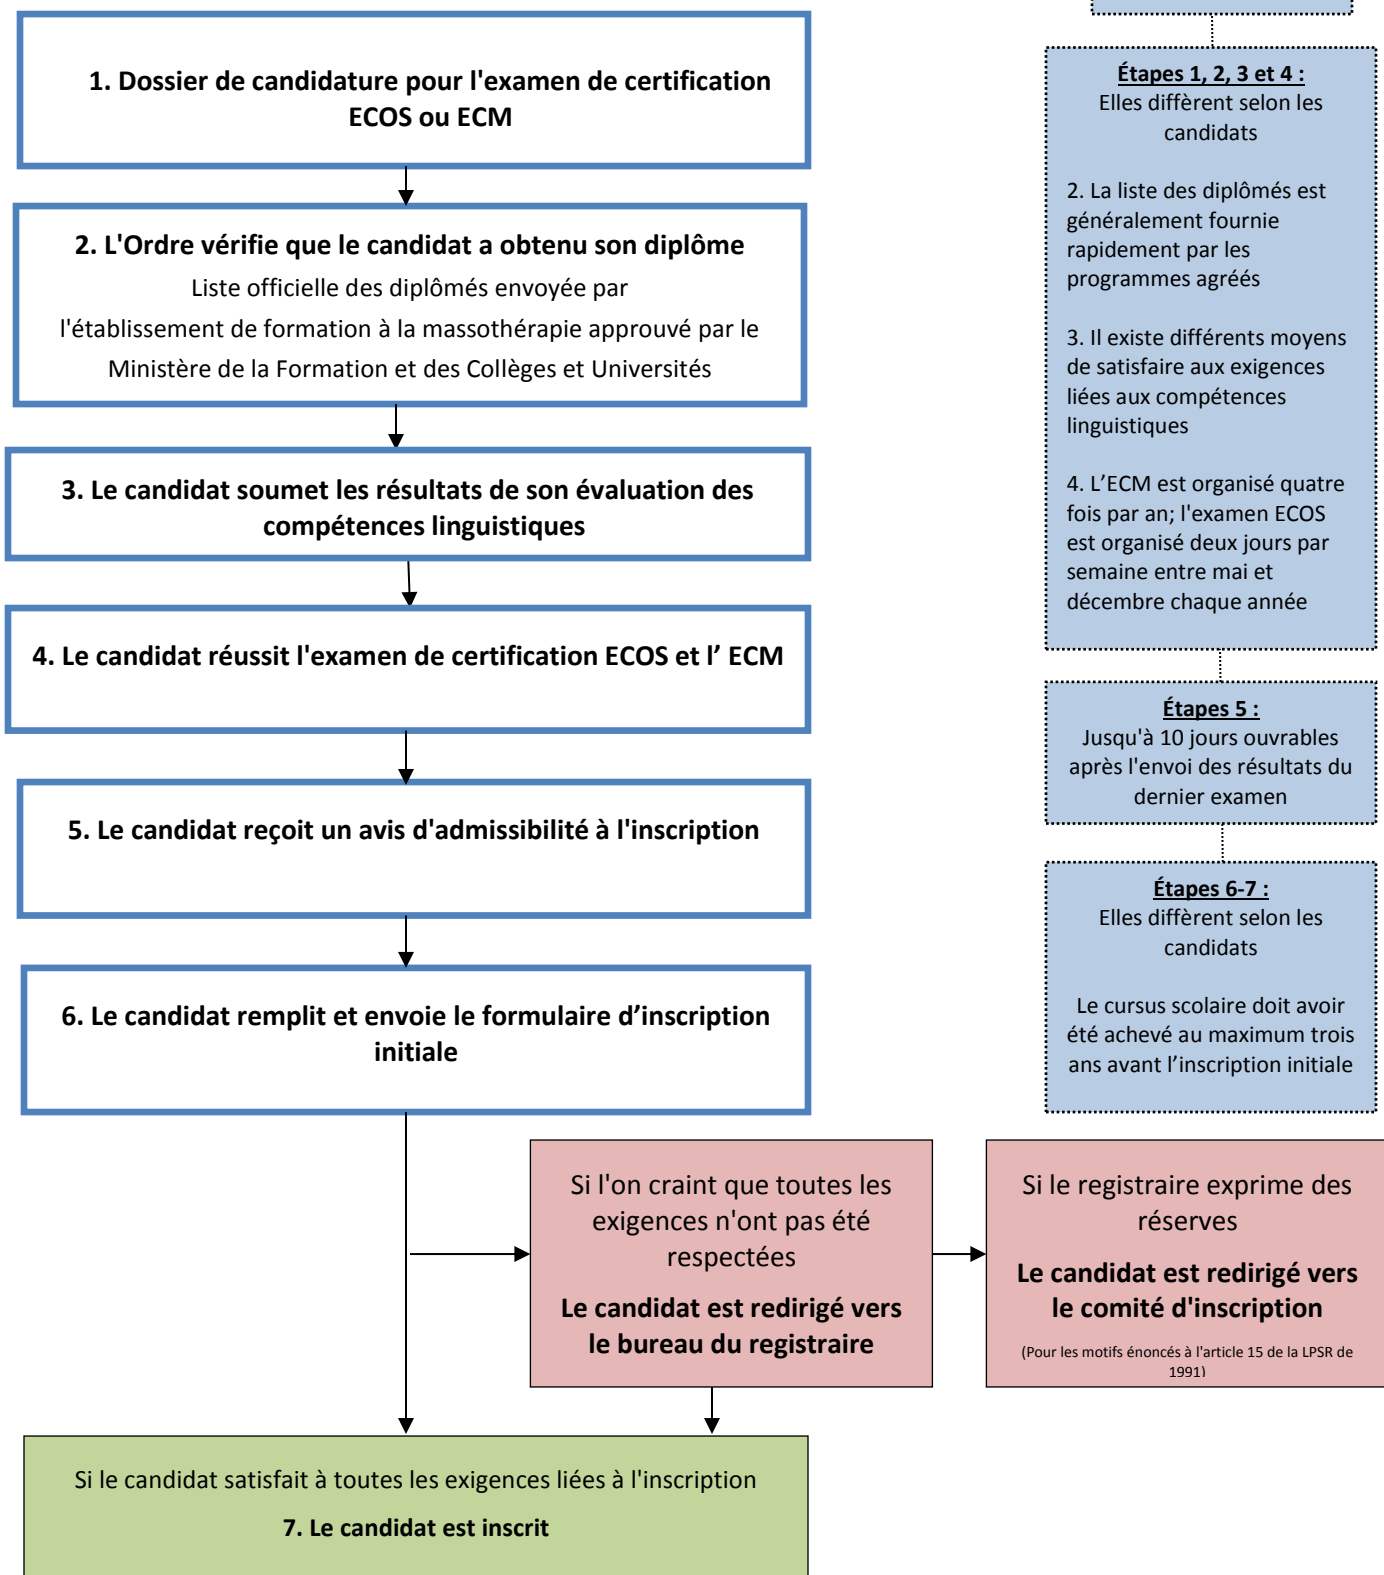 1. Dossier de candidature pour l'examen de certification
ECOS ou ECM
2. L'Ordre vérifie que le candidat a obtenu son diplôme
Liste officielle des diplômés envoyée par
l'établissement de formation à la massothérapie approuvé par le
Ministère de la Formation et des Collèges et Universités
3. Le candidat soumet les résultats de son évaluation des
compétences linguistiques
4. Le candidat réussit l'examen de certification ECOS et l’ ECM
5. Le candidat reçoit un avis d'admissibilité à l'inscription
6. Le candidat remplit et envoie le formulaire d’inscription
initiale
Étapes 1, 2, 3 et 4 :
Elles diffèrent selon les
candidats
2. La liste des diplômés est
généralement fournie
rapidement par les
programmes agréés
3. Il existe différents moyens
de satisfaire aux exigences
liées aux compétences
linguistiques
4. L’ECM est organisé quatre
fois par an; l'examen ECOS
est organisé deux jours par
semaine entre mai et
décembre chaque année
Étapes 5 :
Jusqu'à 10 jours ouvrables
après l'envoi des résultats du
dernier examen
Étapes 6-7 :
Elles diffèrent selon les
candidats
Le cursus scolaire doit avoir
été achevé au maximum trois
ans avant l’inscription initiale
Si l'on craint que toutes les
exigences n'ont pas été
respectées
Le candidat est redirigé vers
le bureau du registraire
Si le registraire exprime des
réserves
Le candidat est redirigé vers
le comité d'inscription
(Pour les motifs énoncés à l'article 15 de la LPSR de
1991)
Si le candidat satisfait à toutes les exigences liées à l'inscription
7. Le candidat est inscrit